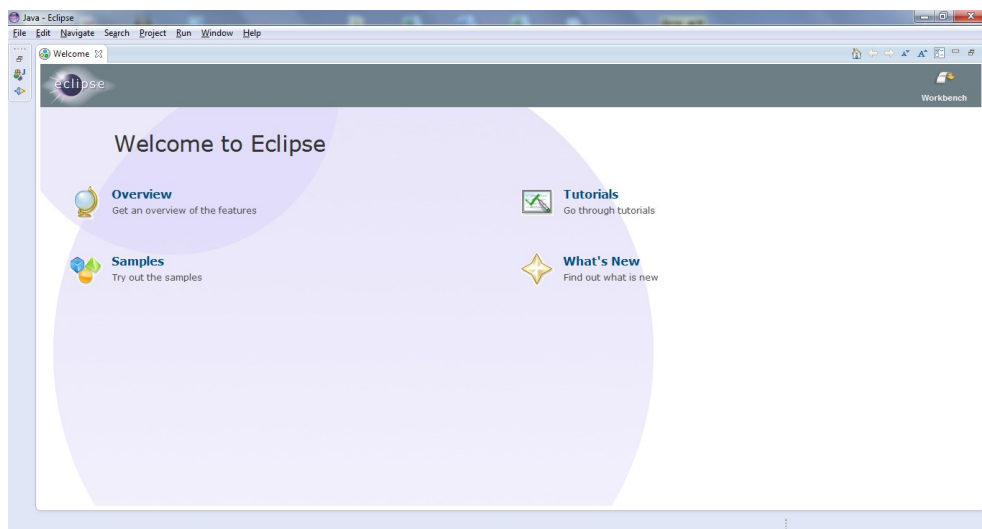 Java - Eclipse
File Edit Navigate Search Project Run Window Help
Welcome
eclipse
Workbench
Welcome to Eclipse
Overview
Get an overview of the features
Tutorials
Go through tutorials
Samples
Try out the samples
What's New
Find out what is new